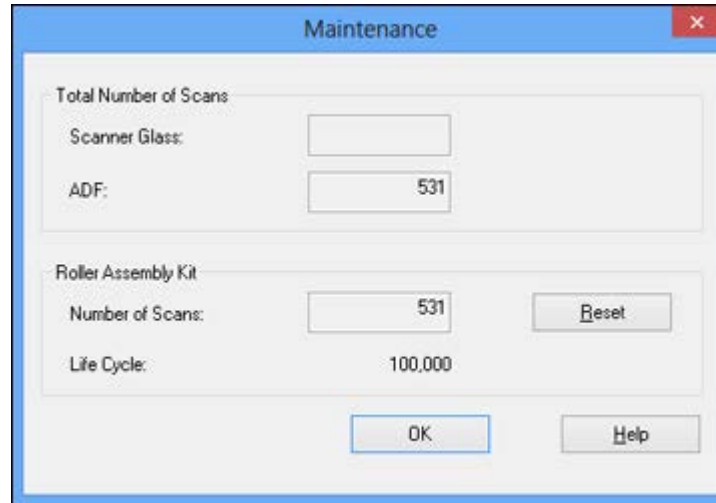 Maintenance
Total Number of Scans
Scanner Glass:
ADF: 531
Roller Assembly Kit
Number of Scans: 531 Reset
Life Cycle: 100,000
OK Help